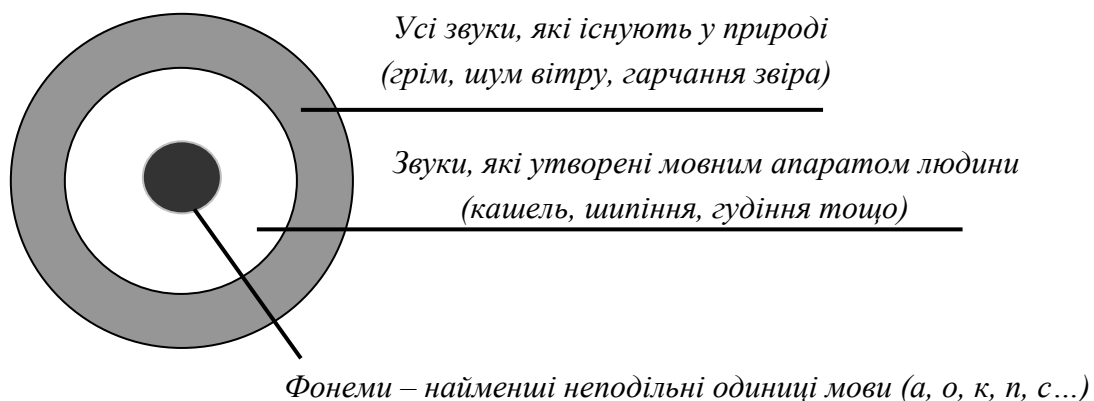 Усі звуки, які існують у природі
(грім, шум вітру, гарчання звіра)
Звуки, які утворені мовним апаратом людини
(кашель, шипіння, гудіння тощо)
Фонеми – найменші неподільні одиниці мови (а, о, к, п, с…)